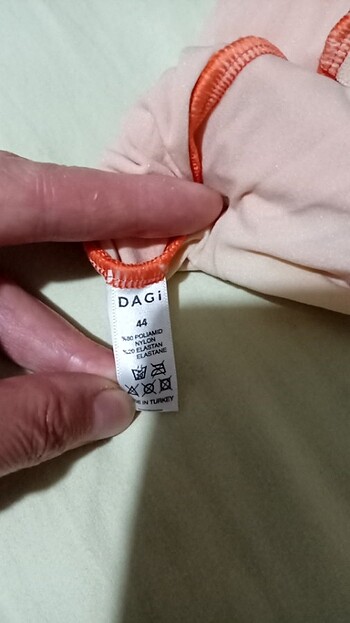 DAGi
44
%80 POLIAMID
NYLON
%20 ELASTAN
ELASTANE
IN TURKEY